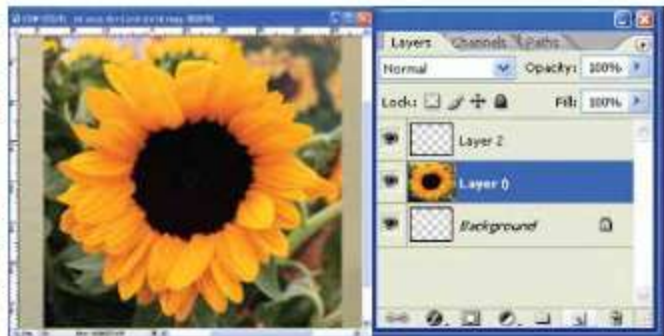 Layers Channels Paths
Normal Opacity: 100%
Lock: Fill: 100%
Layer 2
Layer 0
Background